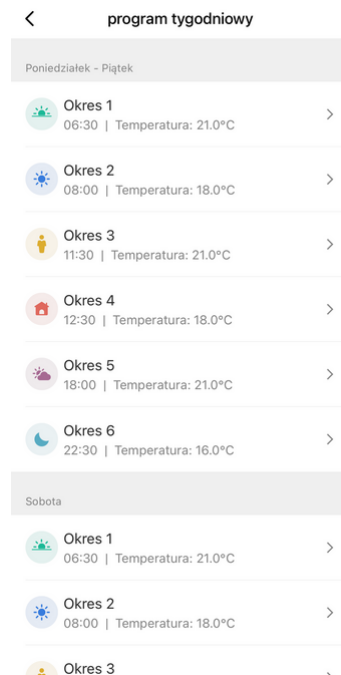 program tygodniowy
Poniedziałek - Piątek
Okres 1
06:30 | Temperatura: 21.0°C
Okres 2
08:00 | Temperatura: 18.0°C
Okres 3
11:30 | Temperatura: 21.0°C
Okres 4
12:30 | Temperatura: 18.0°C
Okres 5
18:00 | Temperatura: 21.0°C
Okres 6
22:30 | Temperatura: 16.0°C
Sobota
Okres 1
06:30 | Temperatura: 21.0°C
Okres 2
08:00 | Temperatura: 18.0°C
Okres 3